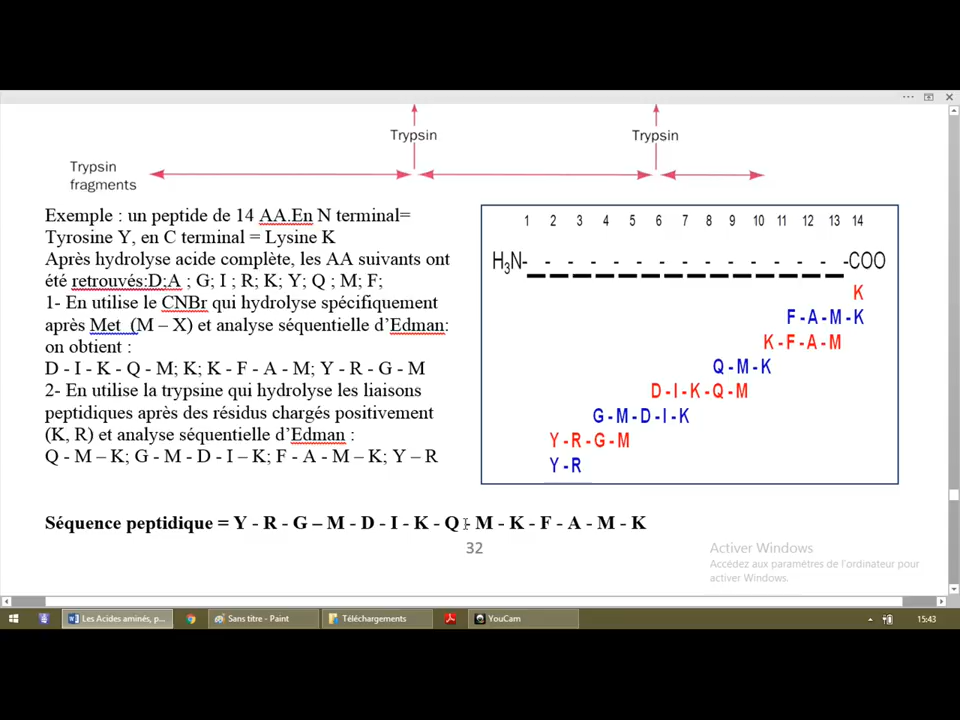 Trypsin
Trypsin
Trypsin
fragments
Exemple : un peptide de 14 AA.En N terminal=
Tyrosine Y, en C terminal = Lysine K
Après hydrolyse acide complète, les AA suivants ont
été retrouvés:D;A ; G; I ; R; K; Y; Q ; M; F;
1- En utilise le CNBr qui hydrolyse spécifiquement
après Met (M – X) et analyse séquentielle d’Edman:
on obtient :
D - I - K - Q - M; K; K - F - A - M; Y - R - G - M
2- En utilise la trypsine qui hydrolyse les liaisons
peptidiques après des résidus chargés positivement
(K, R) et analyse séquentielle d’Edman :
Q - M – K; G - M - D - I – K; F - A - M – K; Y – R
1 2 3 4 5 6 7 8 9 10 11 12 13 14
H3N- - - - - - - - - - - - - -COO
K
F - A - M - K
K - F - A - M
Q - M - K
D - I - K - Q - M
G - M - D - I - K
Y - R - G - M
Y - R
Séquence peptidique = Y - R - G – M - D - I - K - Q - M - K - F - A - M - K
32
Activer Windows
Accédez aux paramètres de l'ordinateur pour
activer Windows.
Les Acides aminés, p... Sans titre - Paint Téléchargements YouCam 15:43